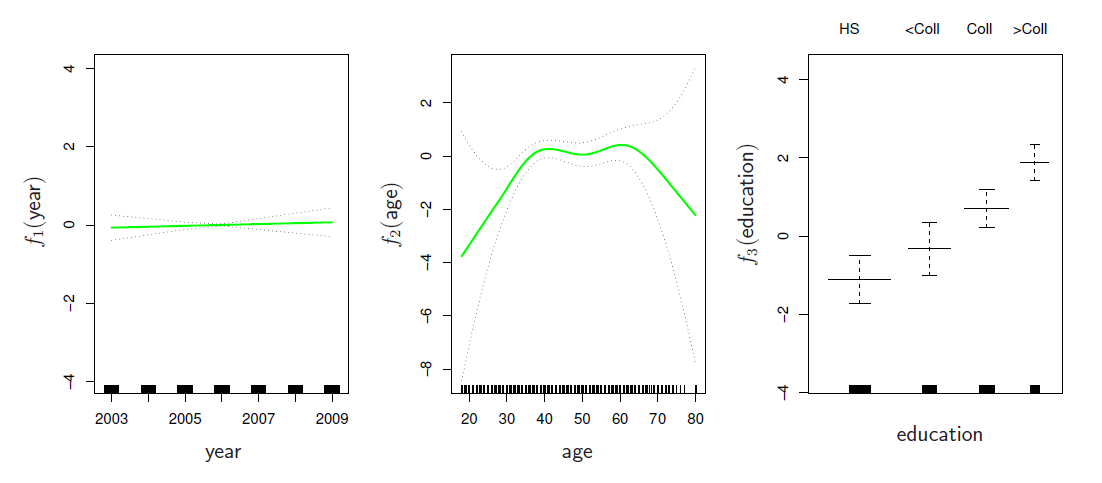 HS <Coll Coll >Coll
4
2
0
−2
−4
f1(year)
2003 2005 2007 2009
year
2
0
−2
−4
−6
−8
f2(age)
20 30 40 50 60 70 80
age
4
2
0
−2
−4
f3(education)
education